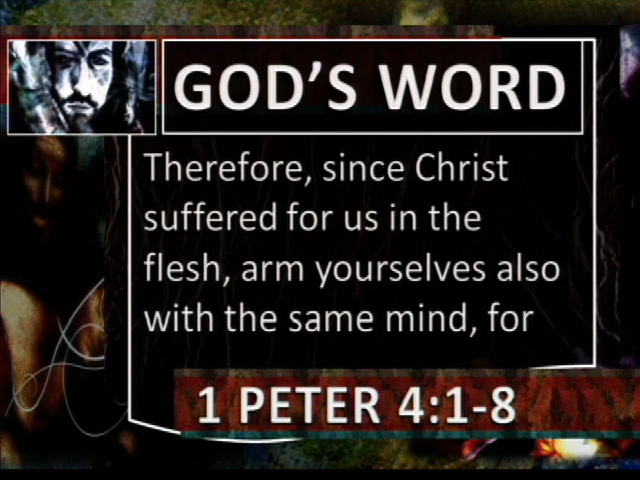 GOD'S WORD
Therefore, since Christ
suffered for us in the
flesh, arm yourselves also
with the same mind, for
1 PETER 4:1-8